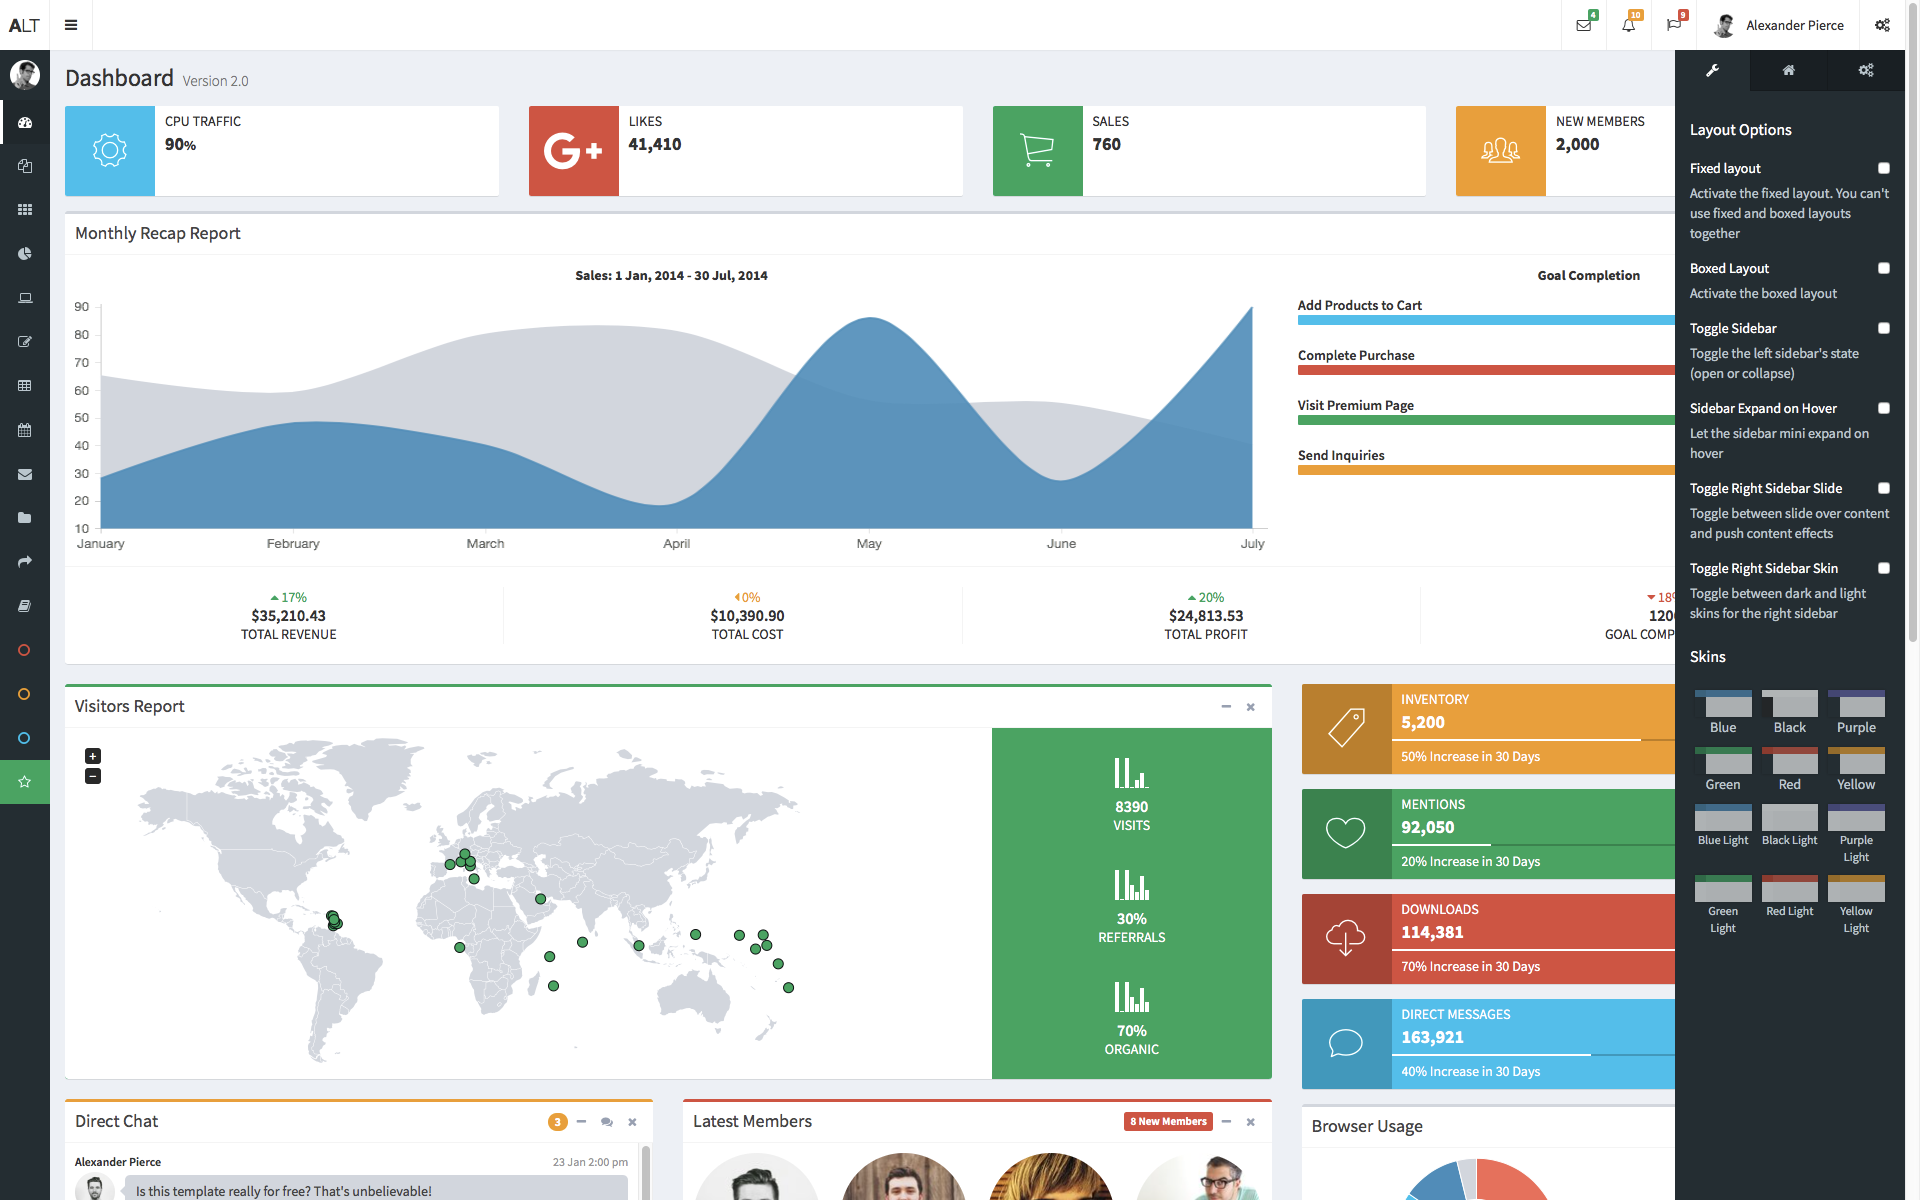 ALT
4
10
9
Alexander Pierce
Dashboard Version 2.0
CPU TRAFFIC
90%
G+
LIKES
41,410
SALES
760
NEW MEMBERS
2,000
Monthly Recap Report
Sales: 1 Jan, 2014 - 30 Jul, 2014
90
80
70
60
50
40
30
20
10
January
February
March
April
May
June
July
Goal Completion
Add Products to Cart
Complete Purchase
Visit Premium Page
Send Inquiries
17%
$35,210.43
TOTAL REVENUE
0%
$10,390.90
TOTAL COST
20%
$24,813.53
TOTAL PROFIT
18%
120
GOAL COMP
Visitors Report
+
−
8390
VISITS
30%
REFERRALS
70%
ORGANIC
INVENTORY
5,200
50% Increase in 30 Days
MENTIONS
92,050
20% Increase in 30 Days
DOWNLOADS
114,381
70% Increase in 30 Days
DIRECT MESSAGES
163,921
40% Increase in 30 Days
Direct Chat
3
Alexander Pierce
23 Jan 2:00 pm
Is this template really for free? That's unbelievable!
Latest Members
8 New Members
Browser Usage
Layout Options
Fixed layout
Activate the fixed layout. You can't
use fixed and boxed layouts
together
Boxed Layout
Activate the boxed layout
Toggle Sidebar
Toggle the left sidebar's state
(open or collapse)
Sidebar Expand on Hover
Let the sidebar mini expand on
hover
Toggle Right Sidebar Slide
Toggle between slide over content
and push content effects
Toggle Right Sidebar Skin
Toggle between dark and light
skins for the right sidebar
Skins
Blue
Black
Purple
Green
Red
Yellow
Blue Light
Black Light
Purple
Light
Green
Light
Red Light
Yellow
Light